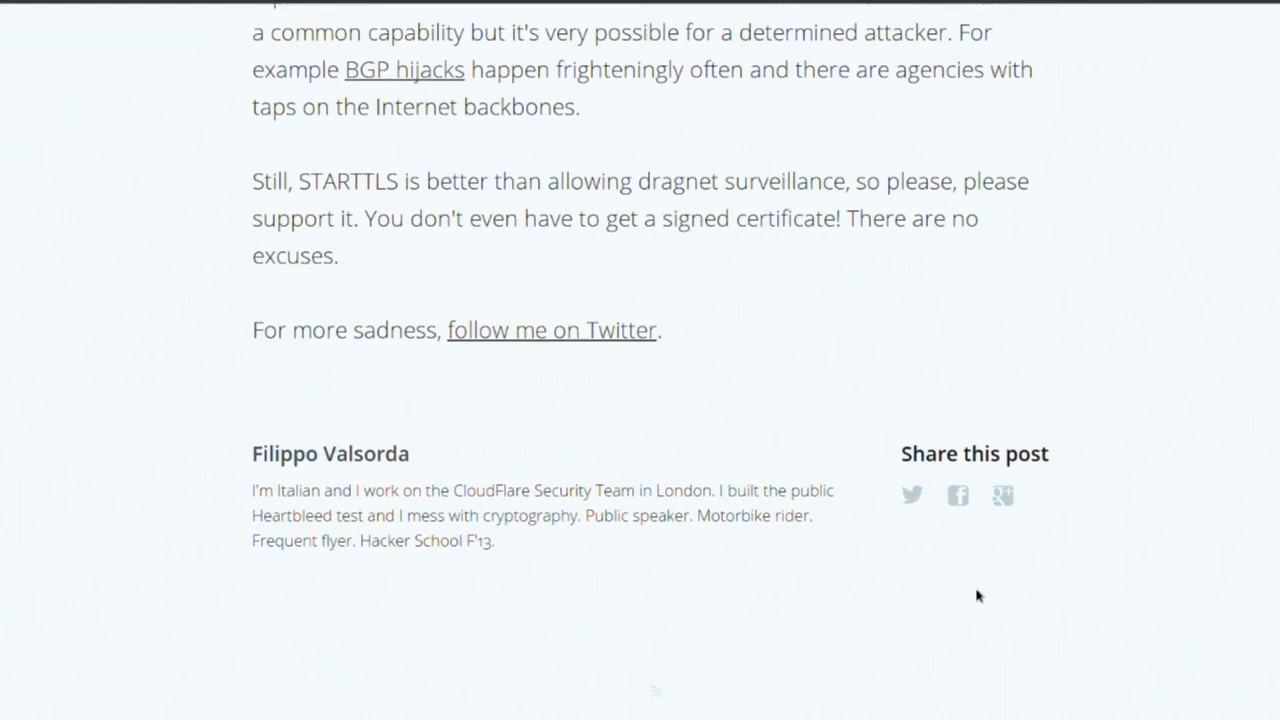 a common capability but it's very possible for a determined attacker. For
example BGP hijacks happen frighteningly often and there are agencies with
taps on the Internet backbones.
Still, STARTTLS is better than allowing dragnet surveillance, so please, please
support it. You don't even have to get a signed certificate! There are no
excuses.
For more sadness, follow me on Twitter.
Filippo Valsorda
Share this post
I'm Italian and I work on the CloudFlare Security Team in London. I built the public
Heartbleed test and I mess with cryptography. Public speaker. Motorbike rider.
Frequent flyer. Hacker School F'13.